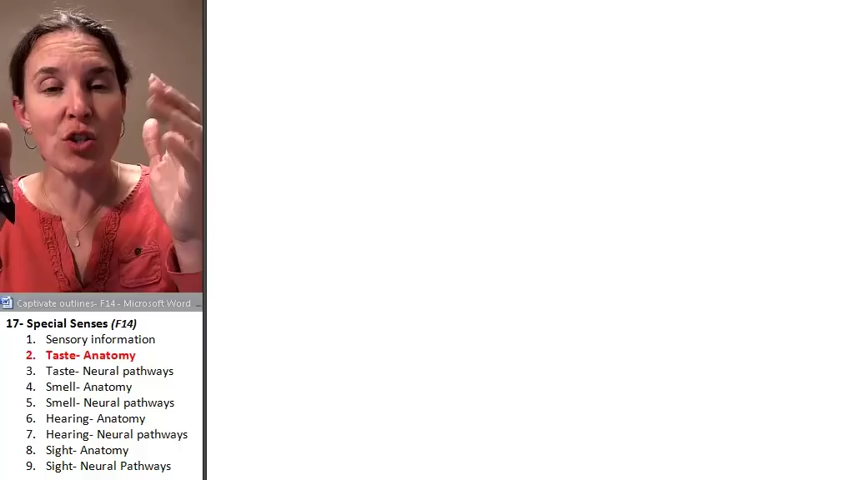 Captivate outlines- F14 - Microsoft Word
17- Special Senses (F14)
1. Sensory information
2. Taste- Anatomy
3. Taste- Neural pathways
4. Smell- Anatomy
5. Smell- Neural pathways
6. Hearing- Anatomy
7. Hearing- Neural pathways
8. Sight- Anatomy
9. Sight- Neural Pathways